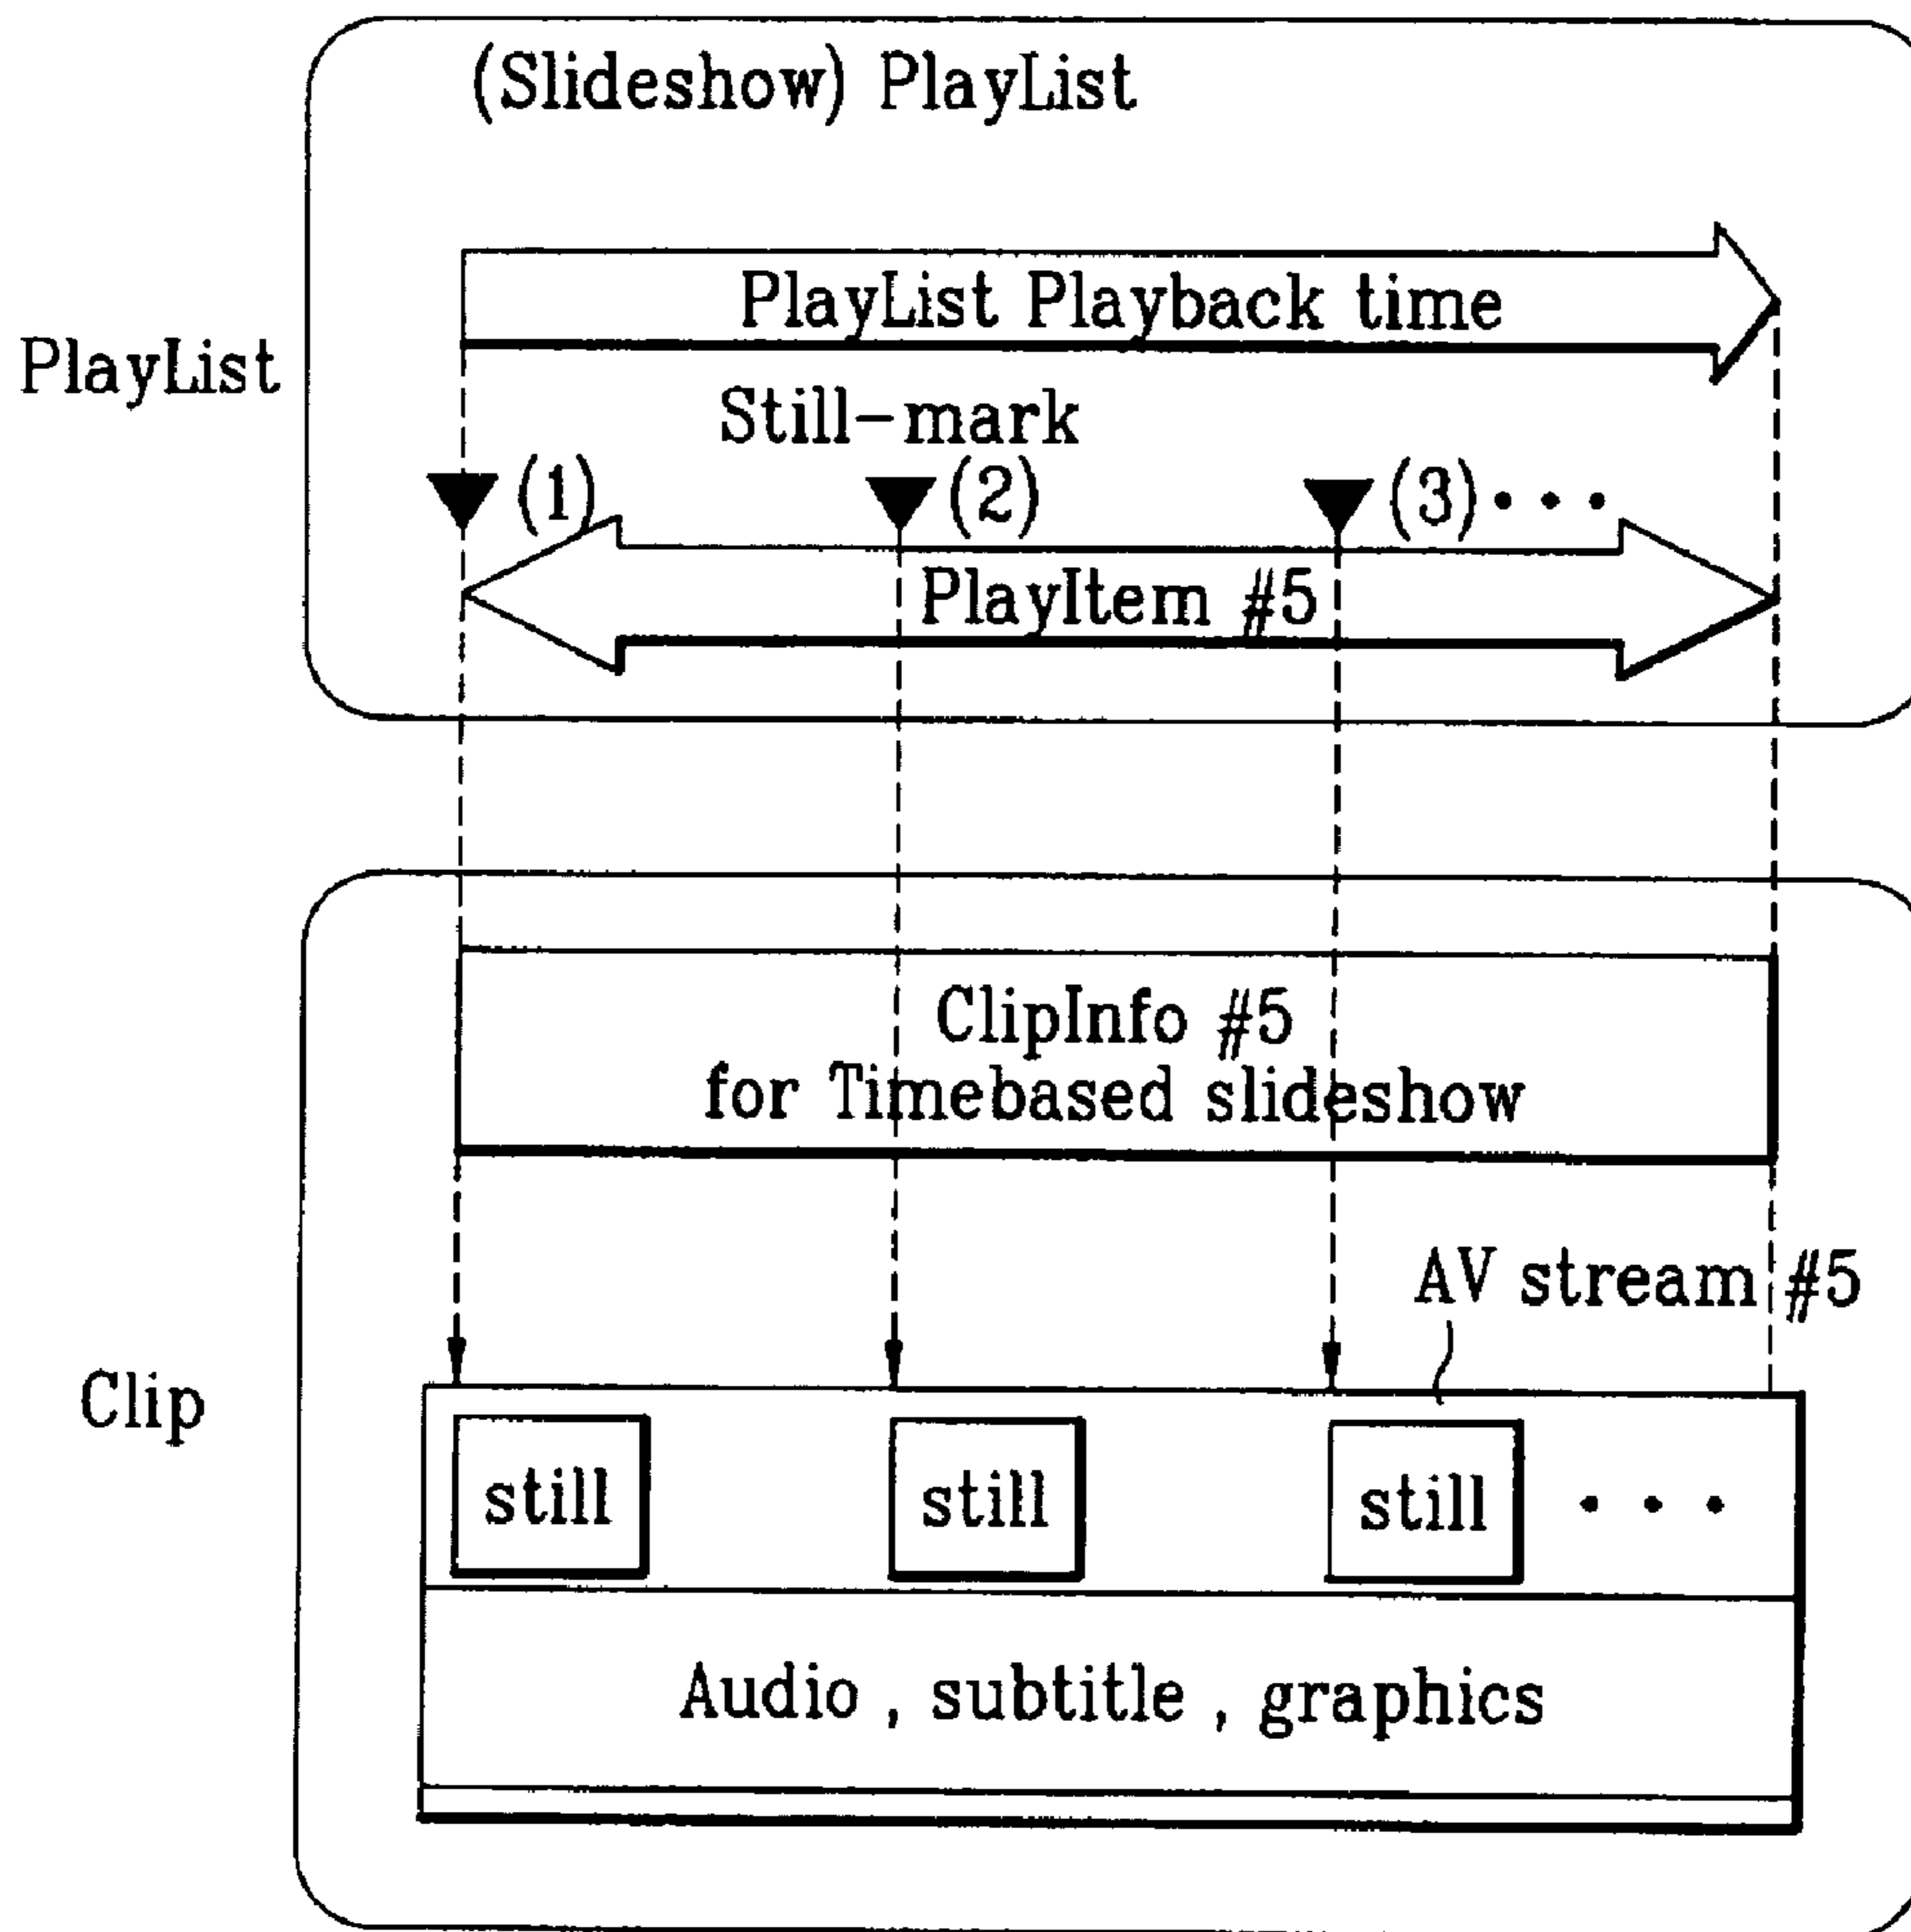 (Slideshow) PlayList
PlayList Playback time
PlayList
Still-mark
(1) (2) (3) • • •
PlayItem #5
ClipInfo #5
for Timebased slideshow
AV stream #5
Clip
still still still • • •
Audio , subtitle , graphics